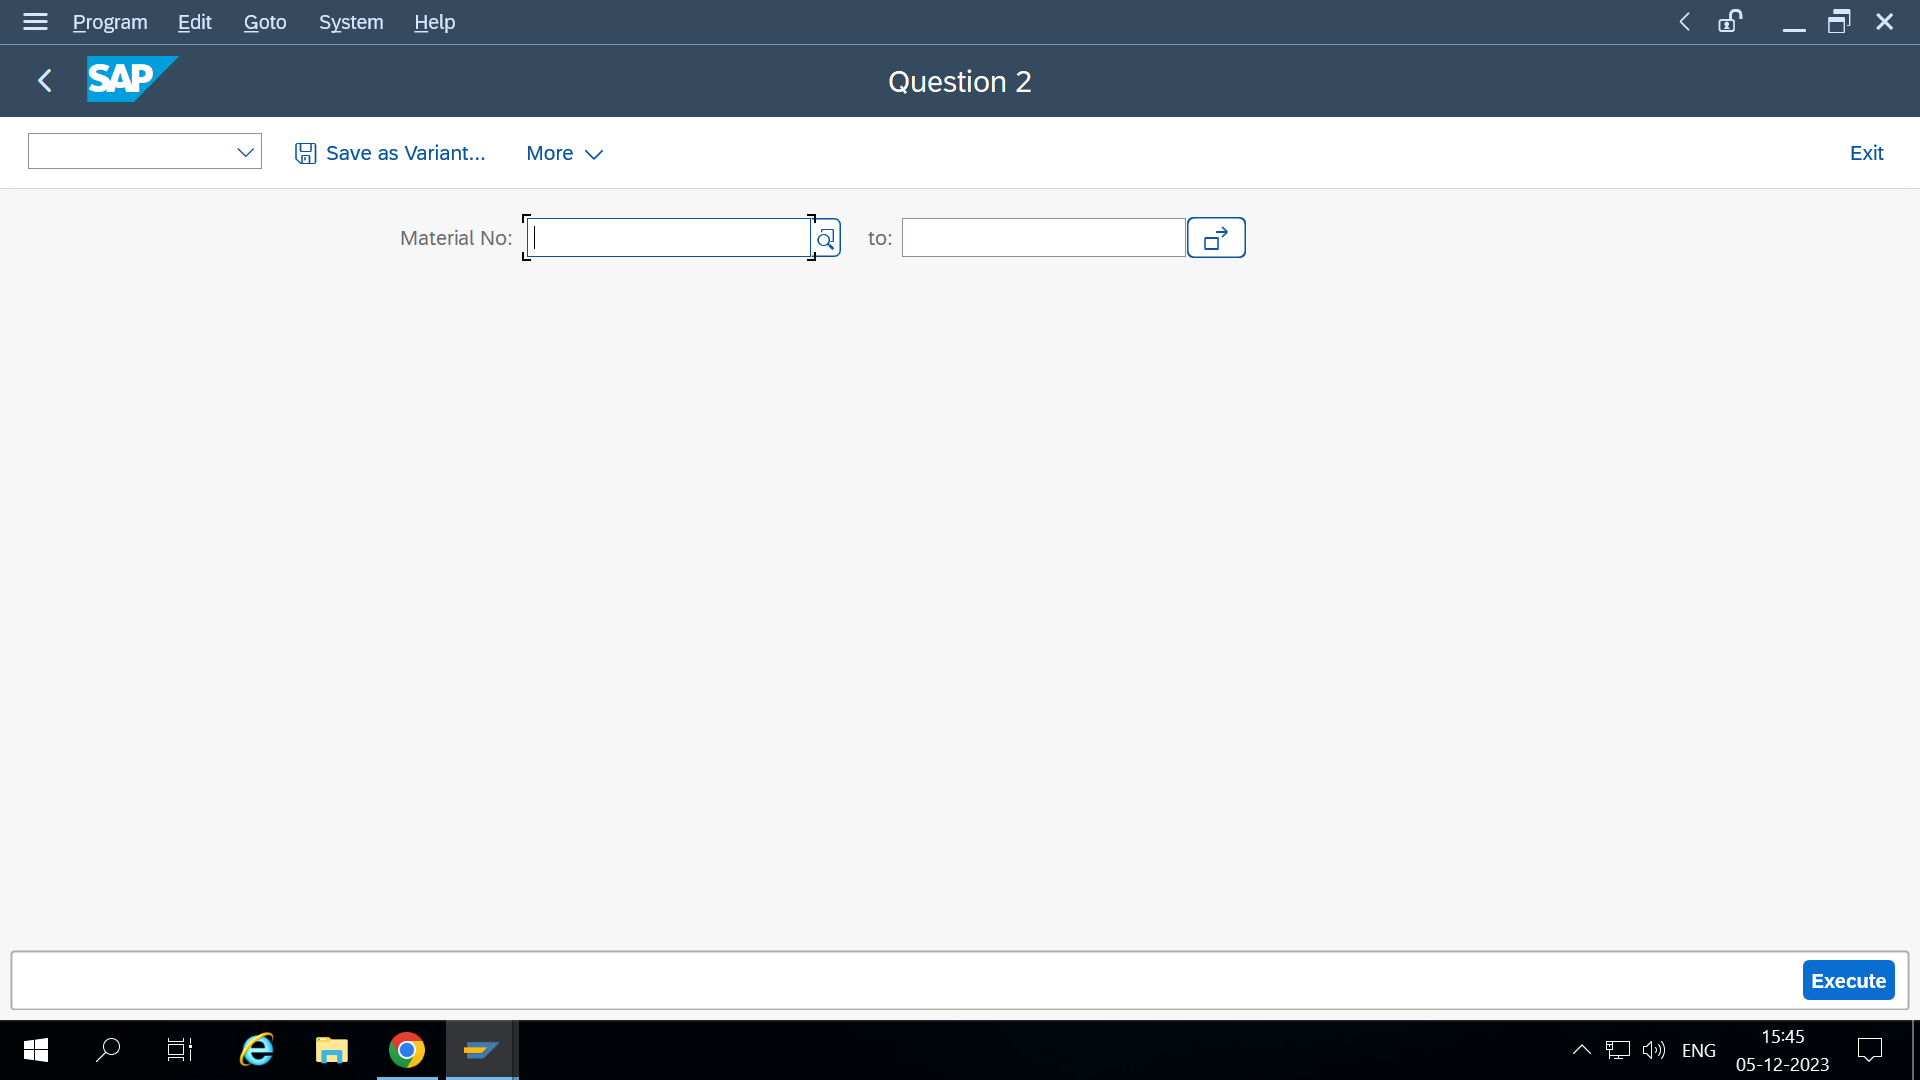 Program Edit Goto System Help
SAP Question 2
Save as Variant... More Exit
Material No: to:
Execute
ENG 15:45
05-12-2023